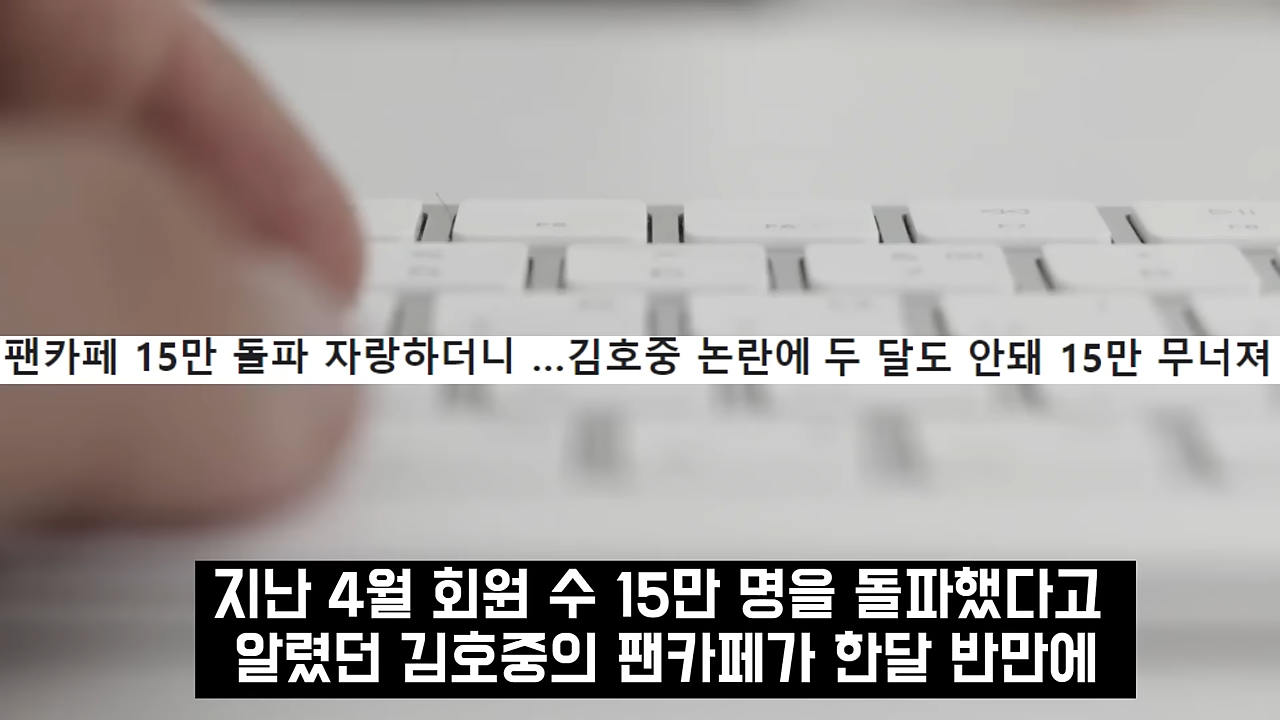 팬카페 15만 돌파 자랑하더니 ...김호중 논란에 두 달도 안돼 15만 무너져
지난 4월 회원 수 15만 명을 돌파했다고
알렸던 김호중의 팬카페가 한달 반만에